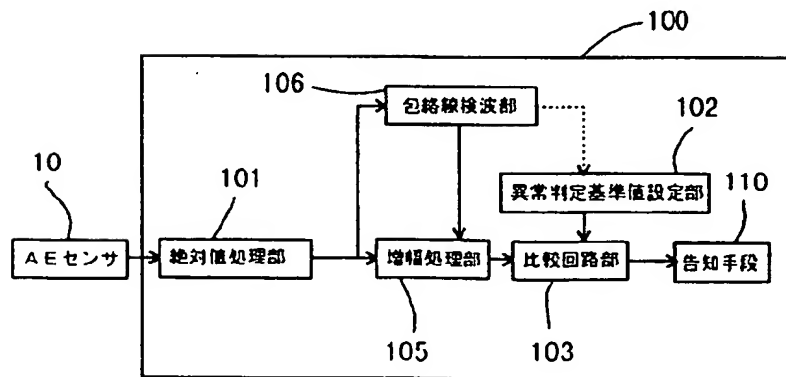 100
106
包絡線検波部
102
10
101
異常判定基準値設定部
110
AEセンサ
絶対値処理部
増幅処理部
比較回路部
告知手段
105
103